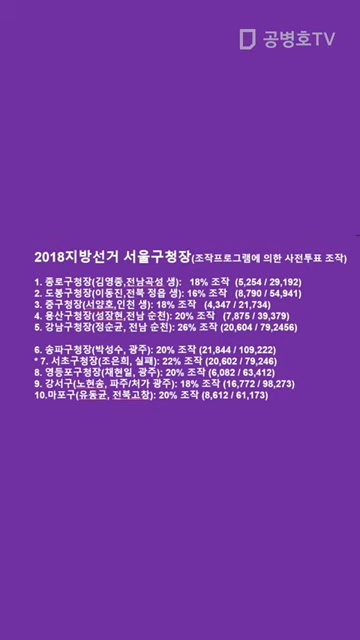 공병호TV
2018지방선거 서울구청장(조작프로그램에 의한 사전투표 조작)
1. 종로구청장(김영종,전남곡성 생): 18% 조작 (5,254 / 29,192)
2. 도봉구청장(이동진,전북 정읍 생): 16% 조작 (8,790 / 54,941)
3. 중구청장(서양호,인천 생): 18% 조작 (4,347 / 21,734)
4. 용산구청장(성장현,전남 순천): 20% 조작 (7,875 / 39,379)
5. 강남구청장(정순균, 전남 순천): 26% 조작 (20,604 / 79,2456)
6. 송파구청장(박성수, 광주): 20% 조작 (21,844 / 109,222)
* 7. 서초구청장(조은희, 실패): 22% 조작 (20,602 / 79,246)
8. 영등포구청장(채현일, 광주): 20% 조작 (6,082 / 63,412)
9. 강서구(노현송, 파주/처가 광주): 18% 조작 (16,772 / 98,273)
10.마포구(유동균, 전북고창): 20% 조작 (8,612 / 61,173)